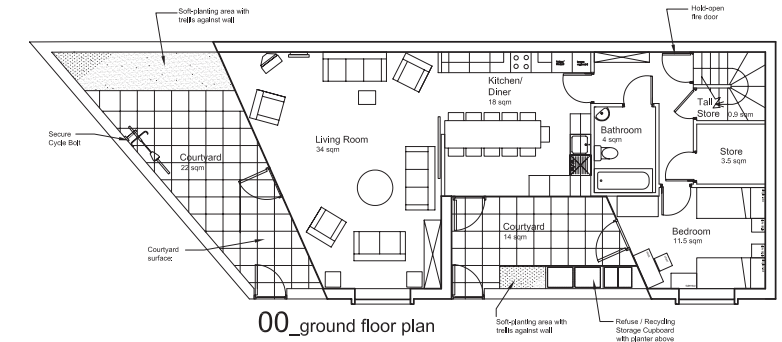 Soft-planting area with
trellis against wall
Hold-open
fire door
Kitchen/
Diner
18 sqm
Tall
Store 0.9 sqm
Secure
Cycle Bolt
Courtyard
22 sqm
Living Room
34 sqm
Bathroom
4 sqm
Store
3.5 sqm
Courtyard
14 sqm
Bedroom
11.5 sqm
Courtyard
surface:
00_ground floor plan
Soft-planting area with
trellis against wall
Refuse / Recycling
Storage Cupboard
with planter above